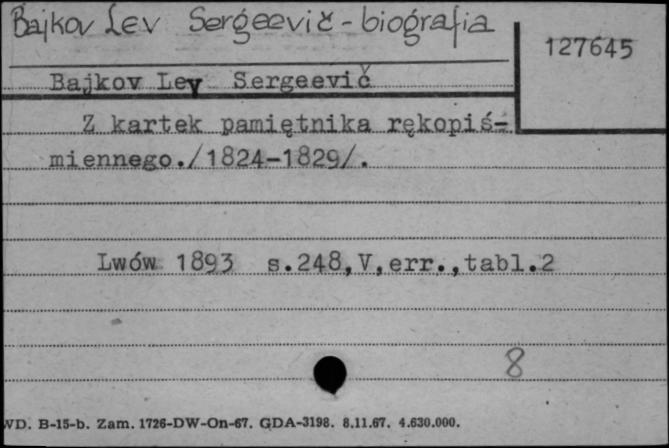 Bajkov Lev Sergeevič - biografia
127645
Bajkov Lev Sergeevič
Z kartek pamiętnika rękopiś-
miennego./1824-1829/.
Lwów 1893 s.248,V,err.,tabl.2
8
WD. B-15-b. Zam. 1726-DW-On-67. GDA-3198. 8.11.67. 4.630.000.